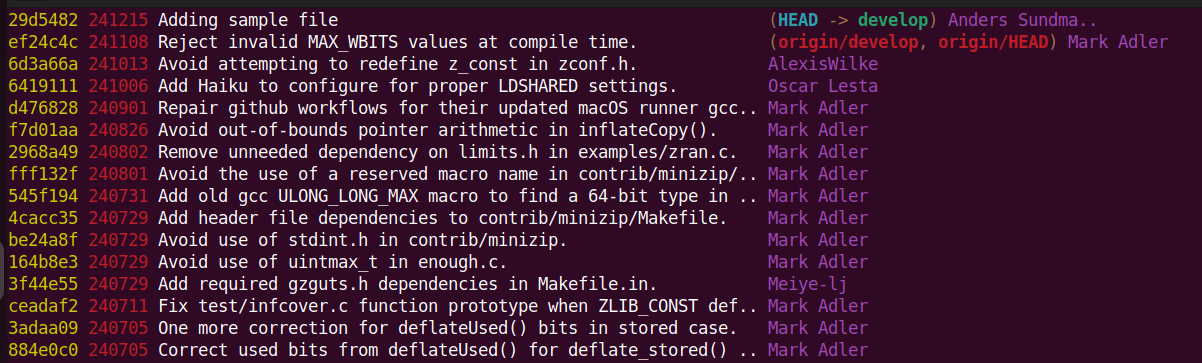 29d5482 241215 Adding sample file (HEAD -> develop) Anders Sundma..
ef24c4c 241108 Reject invalid MAX_WBITS values at compile time. (origin/develop, origin/HEAD) Mark Adler
6d3a66a 241013 Avoid attempting to redefine z_const in zconf.h. AlexisWilke
6419111 241006 Add Haiku to configure for proper LDSHARED settings. Oscar Lesta
d476828 240901 Repair github workflows for their updated macOS runner gcc.. Mark Adler
f7d01aa 240826 Avoid out-of-bounds pointer arithmetic in inflateCopy(). Mark Adler
2968a49 240802 Remove unneeded dependency on limits.h in examples/zran.c. Mark Adler
fff132f 240801 Avoid the use of a reserved macro name in contrib/minizip/.. Mark Adler
545f194 240731 Add old gcc ULONG_LONG_MAX macro to find a 64-bit type in .. Mark Adler
4cacc35 240729 Add header file dependencies to contrib/minizip/Makefile. Mark Adler
be24a8f 240729 Avoid use of stdint.h in contrib/minizip. Mark Adler
164b8e3 240729 Avoid use of uintmax_t in enough.c. Mark Adler
3f44e55 240729 Add required gzguts.h dependencies in Makefile.in. Meiye-lj
ceadaf2 240711 Fix test/infcover.c function prototype when ZLIB_CONST def.. Mark Adler
3adaa09 240705 One more correction for deflateUsed() bits in stored case. Mark Adler
884e0c0 240705 Correct used bits from deflateUsed() for deflate_stored() .. Mark Adler